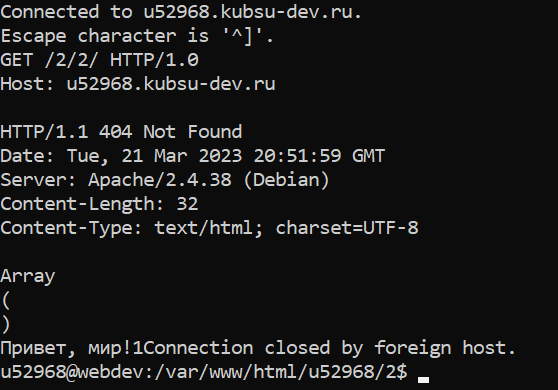 Connected to u52968.kubsu-dev.ru.
Escape character is '^]'.
GET /2/2/ HTTP/1.0
Host: u52968.kubsu-dev.ru

HTTP/1.1 404 Not Found
Date: Tue, 21 Mar 2023 20:51:59 GMT
Server: Apache/2.4.38 (Debian)
Content-Length: 32
Content-Type: text/html; charset=UTF-8

Array
(
)
Привет, мир!1Connection closed by foreign host.
u52968@webdev:/var/www/html/u52968/2$